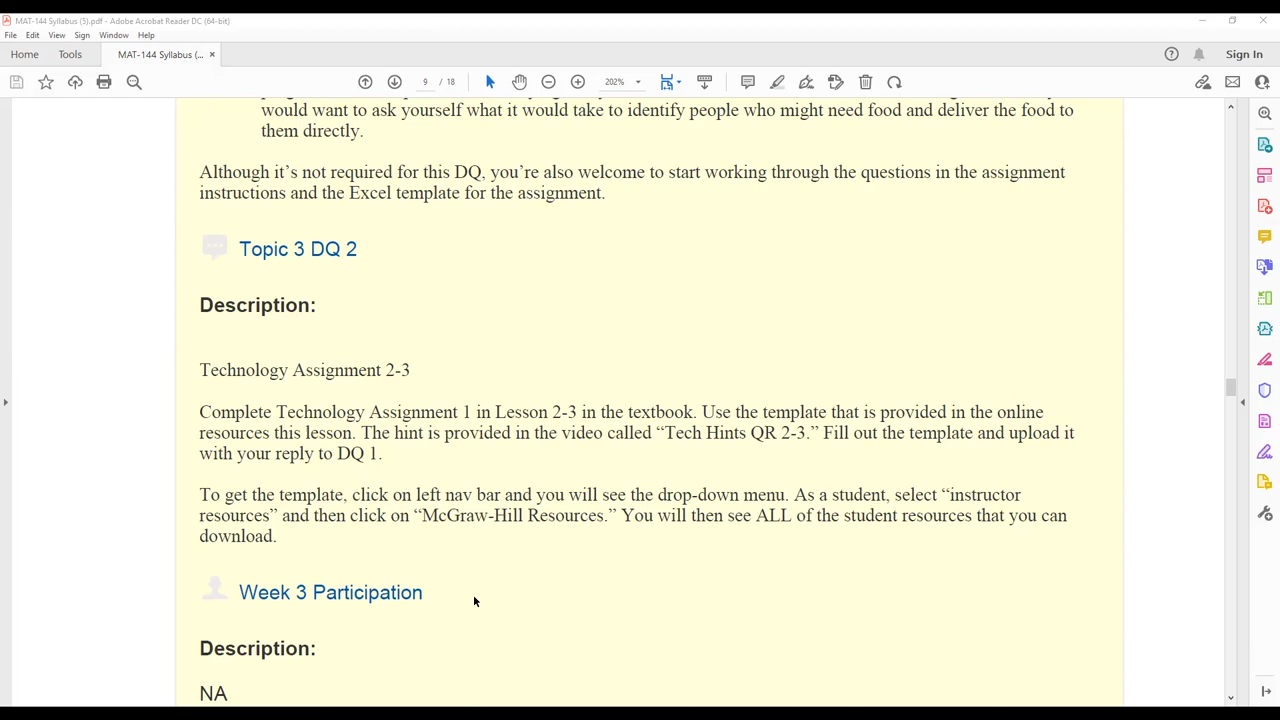 MAT-144 Syllabus (5).pdf - Adobe Acrobat Reader DC (64-bit)
File Edit View Sign Window Help
Home Tools MAT-144 Syllabus (... × Sign In
9 / 18 202%
would want to ask yourself what it would take to identify people who might need food and deliver the food to
them directly.
Although it’s not required for this DQ, you’re also welcome to start working through the questions in the assignment
instructions and the Excel template for the assignment.
Topic 3 DQ 2
Description:
Technology Assignment 2-3
Complete Technology Assignment 1 in Lesson 2-3 in the textbook. Use the template that is provided in the online
resources this lesson. The hint is provided in the video called “Tech Hints QR 2-3.” Fill out the template and upload it
with your reply to DQ 1.
To get the template, click on left nav bar and you will see the drop-down menu. As a student, select “instructor
resources” and then click on “McGraw-Hill Resources.” You will then see ALL of the student resources that you can
download.
Week 3 Participation
Description:
NA